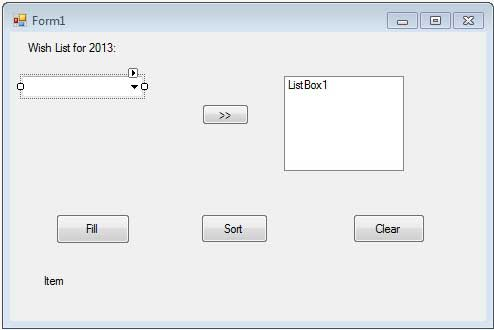 Form1
Wish List for 2013:
ListBox1
>>
Fill
Sort
Clear
Item